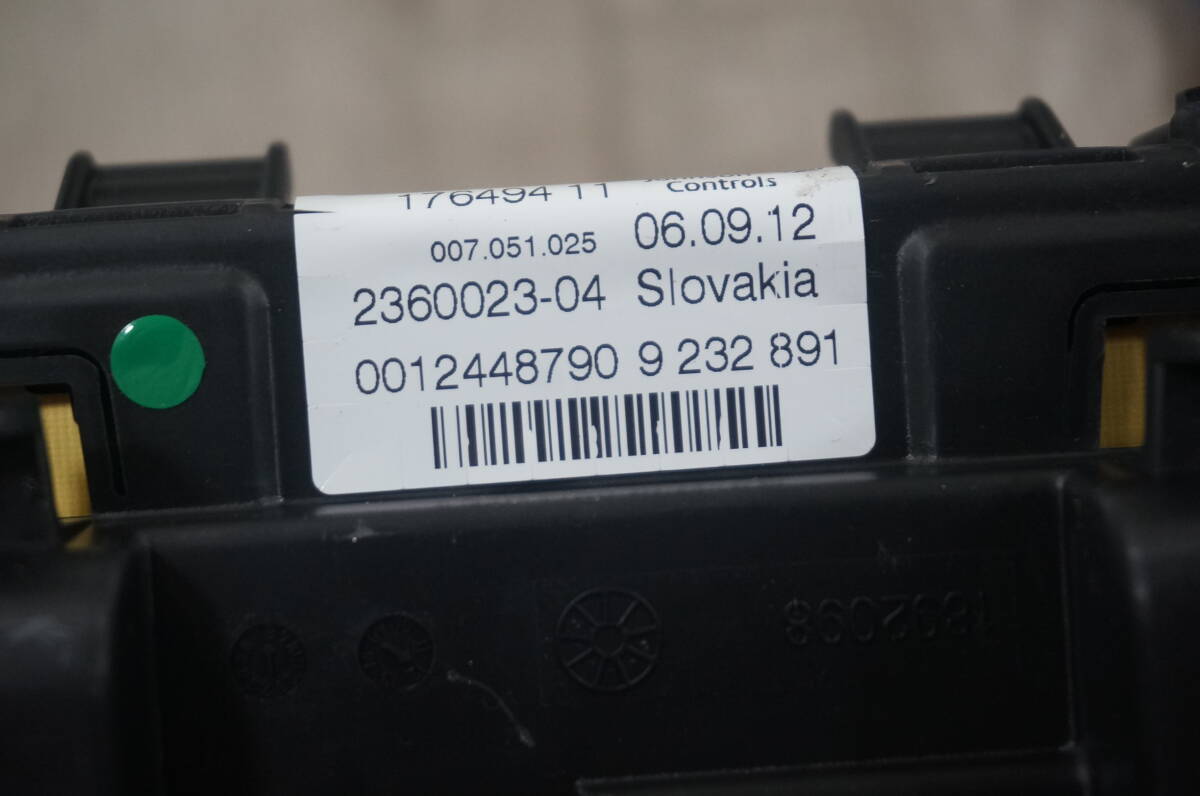 176494 11 Controls
007.051.025 06.09.12
2360023-04 Slovakia
0012448790 9 232 891